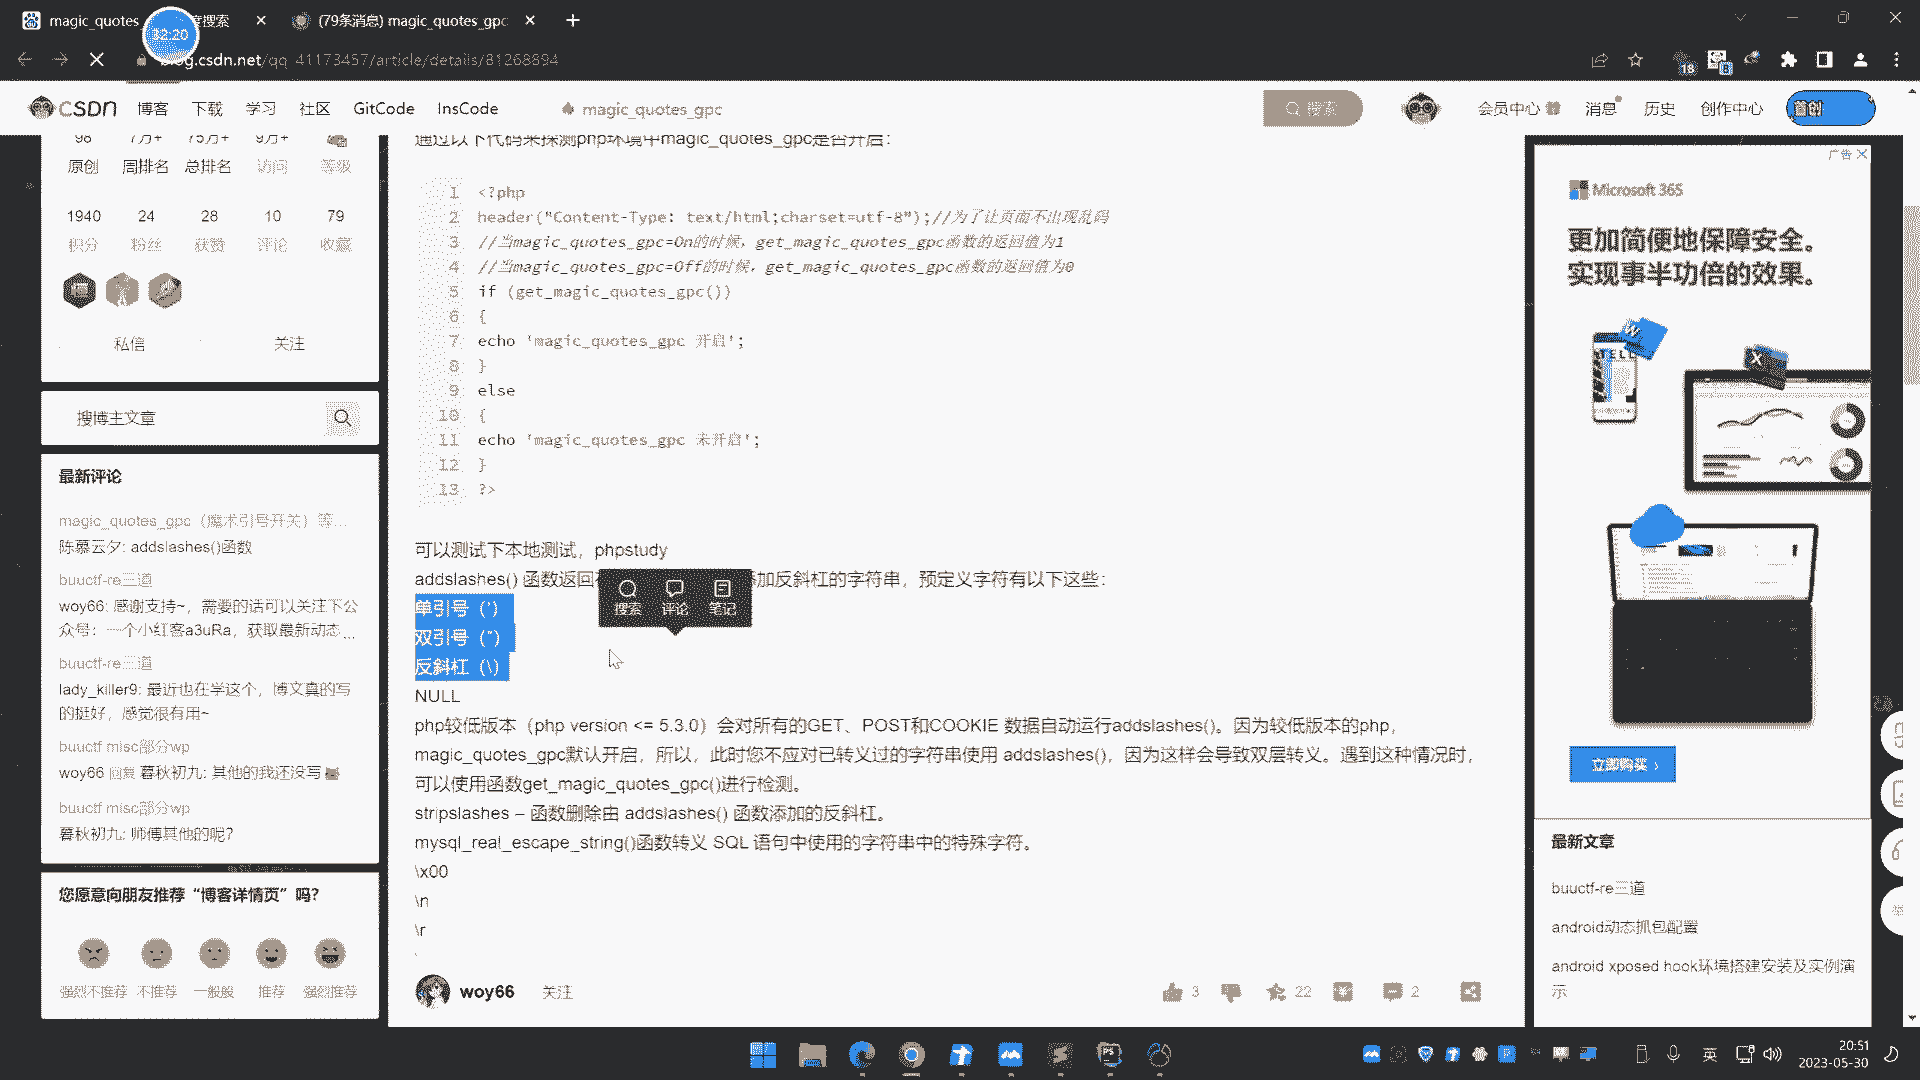 magic_quotes
度搜索
(79条消息) magic_quotes_gpc
32:20
blog.csdn.net/qq_41173457/article/details/81268894
18
8
CSDN
博客
下载
学习
社区
GitCode
InsCode
magic_quotes_gpc
搜索
会员中心
消息
历史
创作中心
98
7万+
75万+
9万+
原创
周排名
总排名
访问
等级
1940
24
28
10
79
积分
粉丝
获赞
评论
收藏
私信
关注
搜博主文章
最新评论
magic_quotes_gpc（魔术引号开关）等...
陈慕云夕: addslashes()函数
buuctf-re三道
woy66: 感谢支持~，需要的话可以关注下公
众号：一个小红客a3uRa，获取最新动态...
buuctf-re三道
lady_killer9: 最近也在学这个，博文真的写
的挺好，感觉很有用~
buuctf misc部分wp
woy66 回复 暮秋初九: 其他的我还没写
buuctf misc部分wp
暮秋初九: 师傅其他的呢?
您愿意向朋友推荐“博客详情页”吗?
强烈不推荐
不推荐
一般般
推荐
强烈推荐
通过以下代码来探测php环境中magic_quotes_gpc是否开启：
1 <?php
2 header("Content-Type: text/html;charset=utf-8");//为了让页面不出现乱码
3 //当magic_quotes_gpc=On的时候，get_magic_quotes_gpc函数的返回值为1
4 //当magic_quotes_gpc=Off的时候，get_magic_quotes_gpc函数的返回值为0
5 if (get_magic_quotes_gpc())
6 {
7 echo 'magic_quotes_gpc 开启';
8 }
9 else
10 {
11 echo 'magic_quotes_gpc 未开启';
12 }
13 ?>
可以测试下本地测试，phpstudy
addslashes() 函数返回在
加反斜杠的字符串，预定义字符有以下这些：
搜索
评论
笔记
单引号（'）
双引号（"）
反斜杠（\）
NULL
php较低版本（php version <= 5.3.0）会对所有的GET、POST和COOKIE 数据自动运行addslashes()。因为较低版本的php，
magic_quotes_gpc默认开启，所以，此时您不应对已转义过的字符串使用 addslashes()，因为这样会导致双层转义。遇到这种情况时，
可以使用函数get_magic_quotes_gpc()进行检测。
stripslashes – 函数删除由 addslashes() 函数添加的反斜杠。
mysql_real_escape_string()函数转义 SQL 语句中使用的字符串中的特殊字符。
\x00
\n
\r
woy66
关注
3
22
2
广告
Microsoft 365
更加简便地保障安全。
实现事半功倍的效果。
立即购买
最新文章
buuctf-re三道
android动态抓包配置
android xposed hook环境搭建安装及实例演
示
英
20:51
2023-05-30